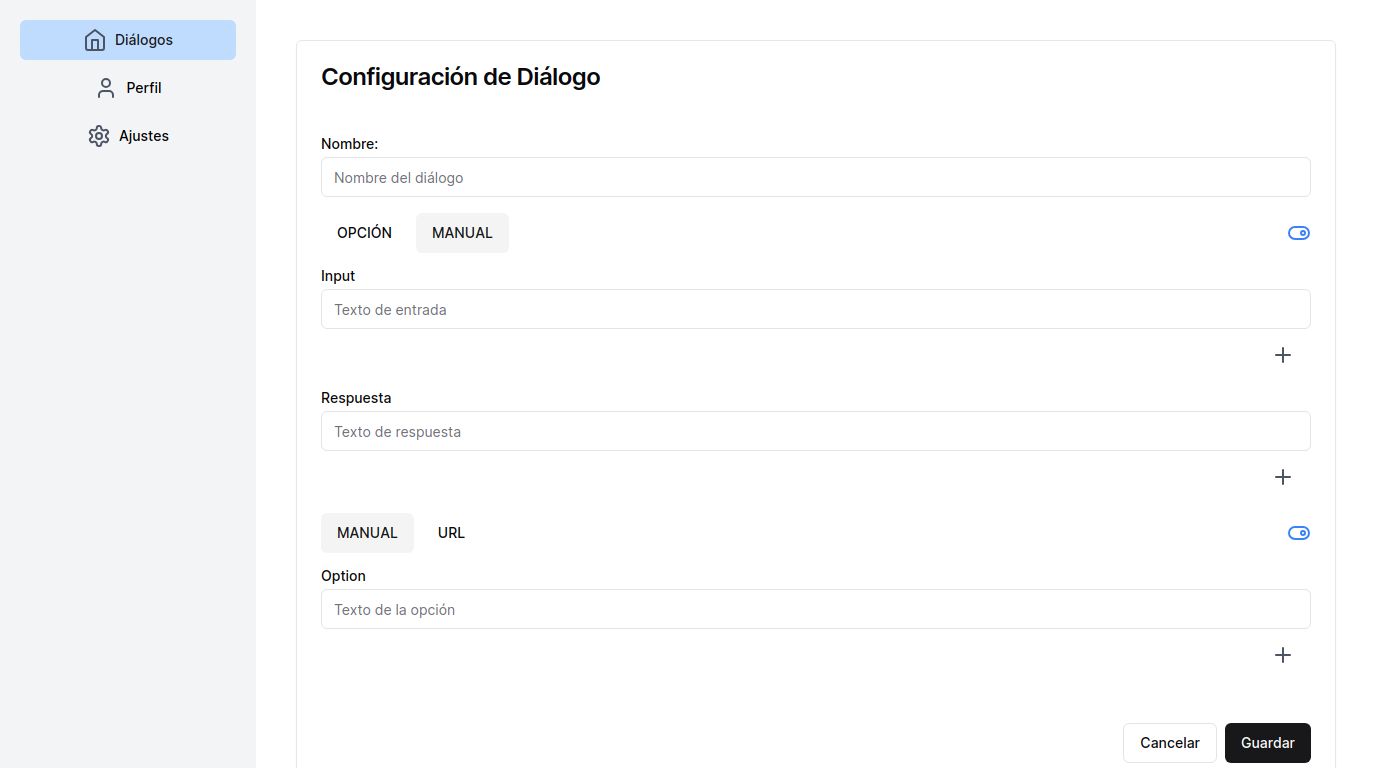 Diálogos
Perfil
Ajustes
Configuración de Diálogo
Nombre:
Nombre del diálogo
OPCIÓN MANUAL
Input
Texto de entrada
Respuesta
Texto de respuesta
MANUAL URL
Option
Texto de la opción
Cancelar Guardar